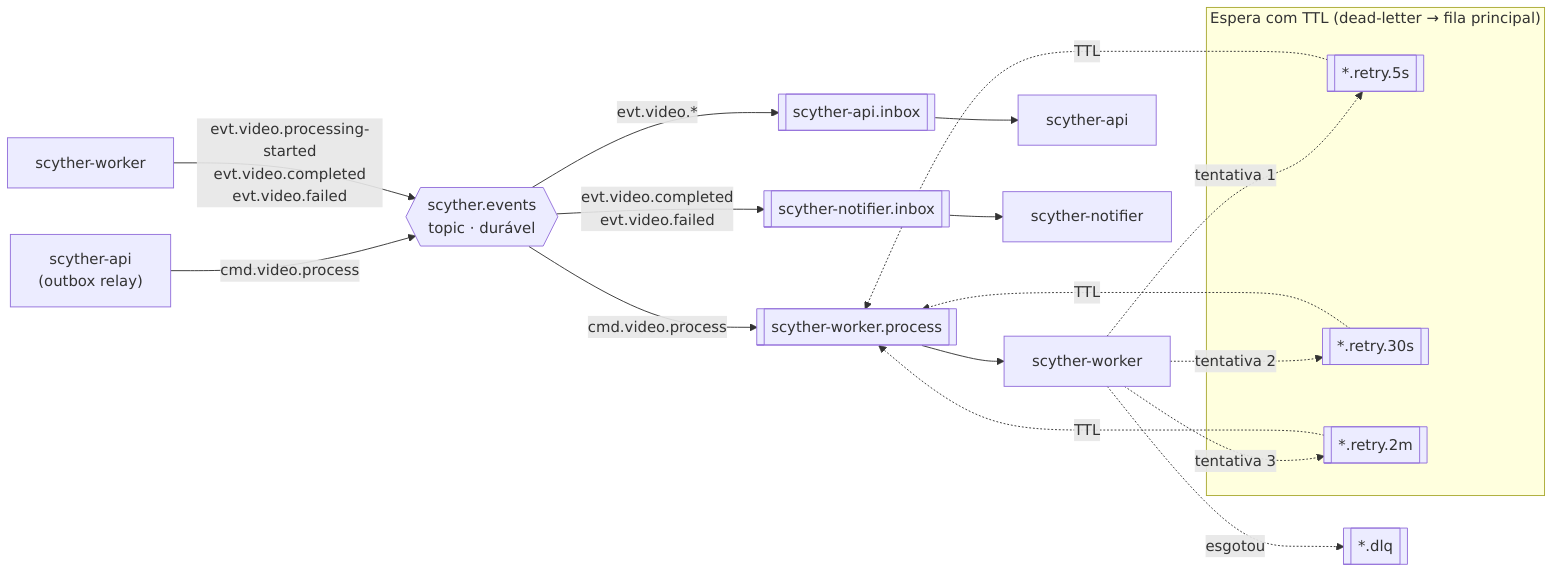 Espera com TTL (dead-letter → fila principal)
scyther-worker
evt.video.processing-
started
evt.video.completed
evt.video.failed
scyther-api
(outbox relay)
cmd.video.process
scyther.events
topic · durável
evt.video.*
scyther-api.inbox
scyther-api
evt.video.completed
evt.video.failed
scyther-notifier.inbox
scyther-notifier
cmd.video.process
scyther-worker.process
scyther-worker
TTL
*.retry.5s
tentativa 1
TTL
*.retry.30s
tentativa 2
TTL
*.retry.2m
tentativa 3
esgotou
*.dlq